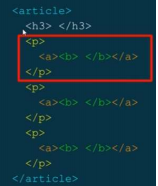 <article>
<h3> </h3>
<p>
<a><b> </b></a>
</p>
<p>
<a><b> </b></a>
</p>
<p>
<a><b> </b></a>
</p>
</article>